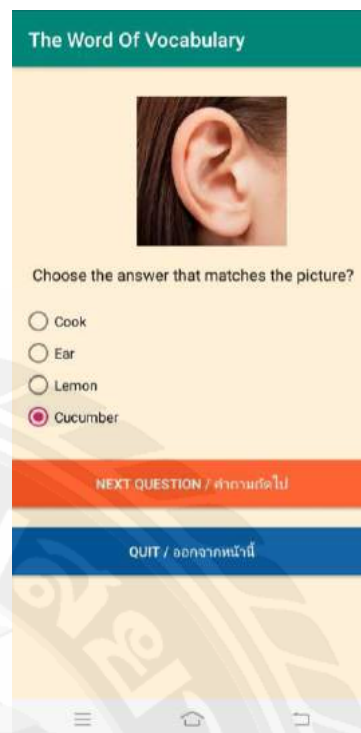 The Word Of Vocabulary
Choose the answer that matches the picture?
Cook
Ear
Lemon
Cucumber
NEXT QUESTION / คำถามถัดไป
QUIT / ออกจากหน้านี้